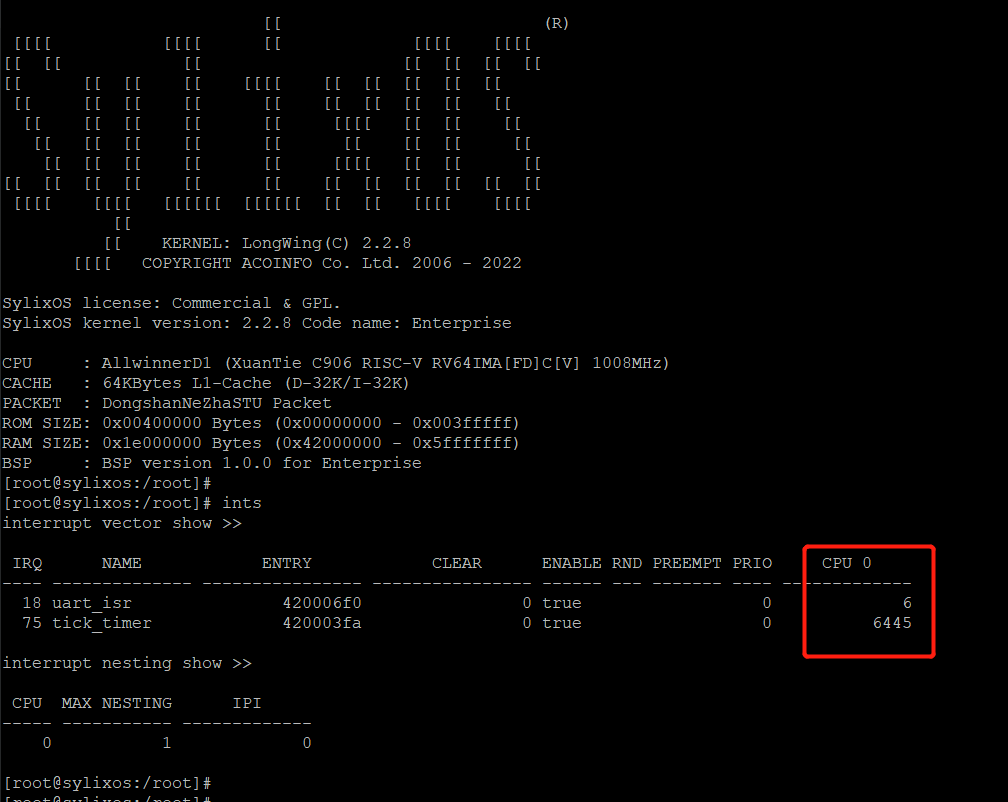 [[                          (R)
 [[[[           [[[[      [[             [[[[    [[[[
[[  [[            [[                    [[  [[  [[  [[
[[      [[  [[    [[    [[[[    [[  [[  [[  [[  [[
 [[     [[  [[    [[      [[    [[  [[  [[  [[   [[
  [[    [[  [[    [[      [[     [[[[   [[  [[    [[
   [[   [[  [[    [[      [[      [[    [[  [[     [[
    [[  [[  [[    [[      [[     [[[[   [[  [[      [[
[[  [[  [[  [[    [[      [[    [[  [[  [[  [[  [[  [[
 [[[[    [[[[   [[[[[[  [[[[[[  [[  [[   [[[[    [[[[
           [[
          [[    KERNEL: LongWing(C) 2.2.8
       [[[[   COPYRIGHT ACOINFO Co. Ltd. 2006 - 2022
SylixOS license: Commercial & GPL.
SylixOS kernel version: 2.2.8 Code name: Enterprise
CPU     : AllwinnerD1 (XuanTie C906 RISC-V RV64IMA[FD]C[V] 1008MHz)
CACHE   : 64KBytes L1-Cache (D-32K/I-32K)
PACKET  : DongshanNeZhaSTU Packet
ROM SIZE: 0x00400000 Bytes (0x00000000 - 0x003fffff)
RAM SIZE: 0x1e000000 Bytes (0x42000000 - 0x5fffffff)
BSP     : BSP version 1.0.0 for Enterprise
[root@sylixos:/root]#
[root@sylixos:/root]# ints
interrupt vector show >>
 IRQ      NAME            ENTRY            CLEAR      ENABLE RND PREEMPT PRIO     CPU 0
---- -------------- ---------------- ---------------- ------ --- ------- ---- -------------
  18 uart_isr               420006f0                0 true                  0             6
  75 tick_timer             420003fa                0 true                  0          6445
interrupt nesting show >>
 CPU  MAX NESTING      IPI
----- ----------- -------------
    0           1             0
[root@sylixos:/root]#
[root@sylixos:/root]#